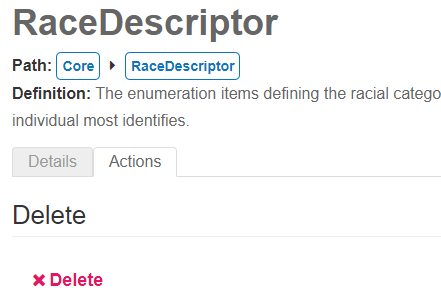 RaceDescriptor
Path: Core RaceDescriptor
Definition: The enumeration items defining the racial catego
individual most identifies.
Details Actions
Delete
Delete